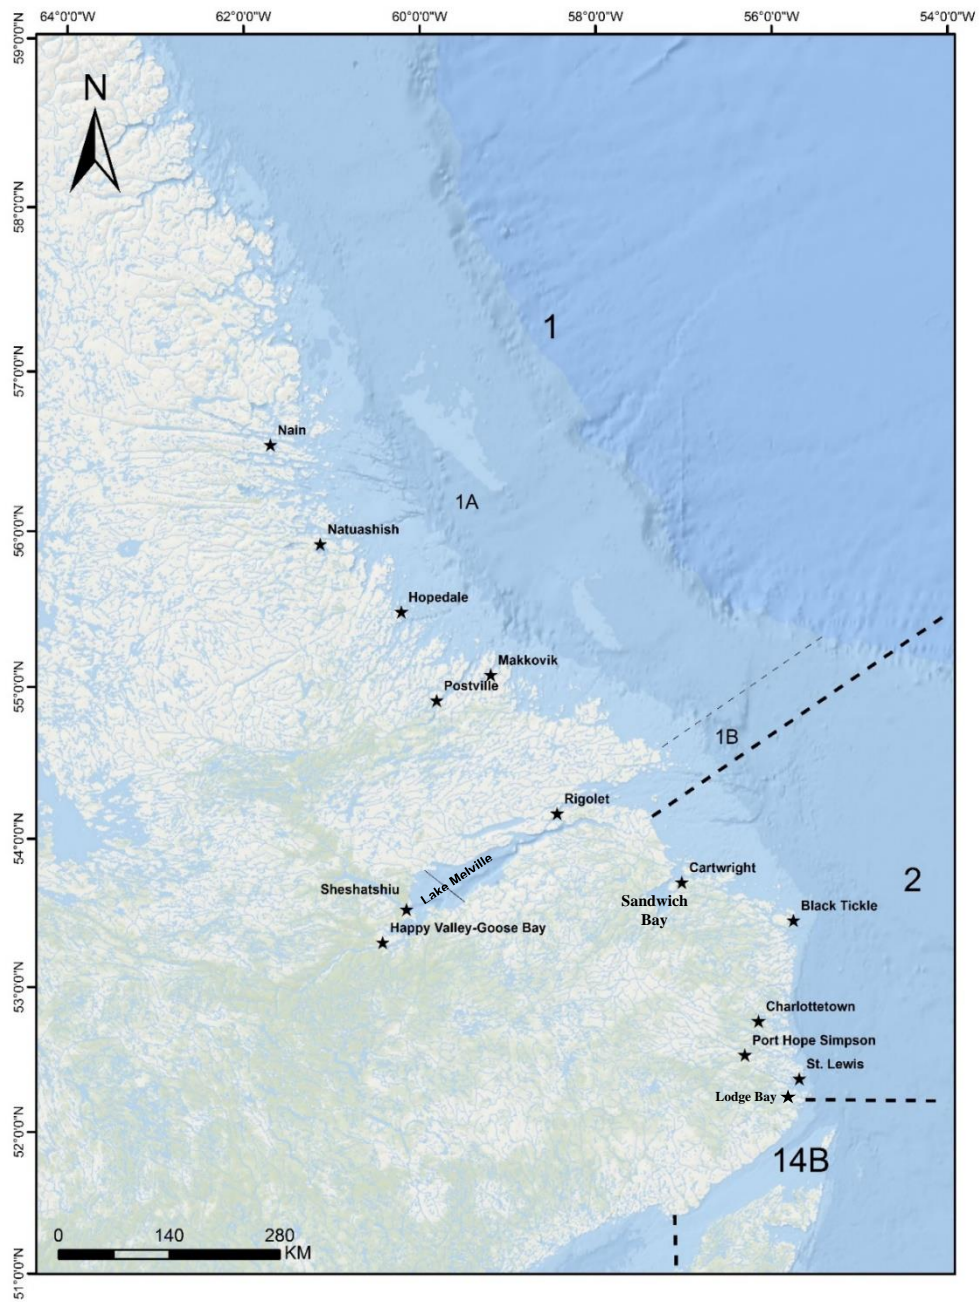 64°0'0"W 62°0'0"W 60°0'0"W 58°0'0"W 56°0'0"W 54°0'0"W
59°0'0"N
N
58°0'0"N
1
57°0'0"N
Nain
1A
56°0'0"N
Natuashish
Hopedale
Makkovik
55°0'0"N
Postville
1B
Rigolet
54°0'0"N
Cartwright
2
Sheshatshiu
Lake Melville
Sandwich
Bay
Black Tickle
Happy Valley-Goose Bay
53°0'0"N
Charlottetown
Port Hope Simpson
St. Lewis
Lodge Bay
52°0'0"N
14B
0 140 280
KM
51°0'0"N